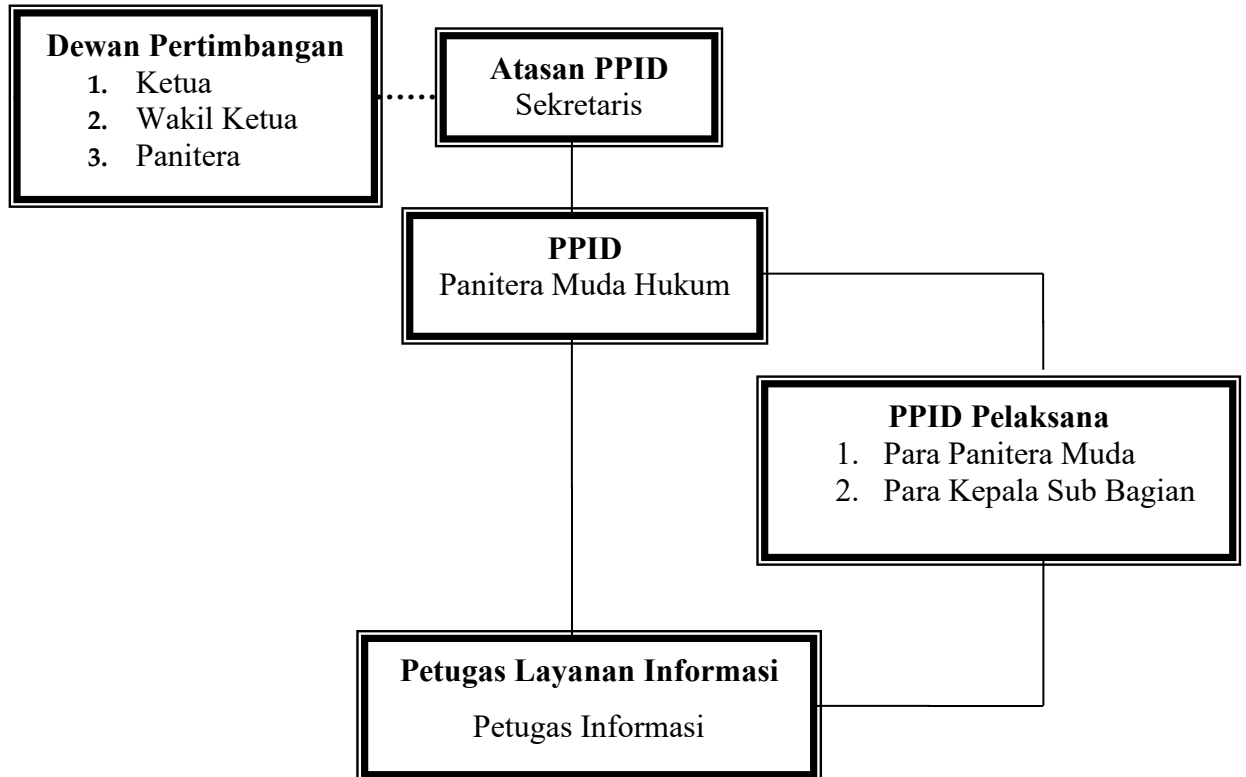 Dewan Pertimbangan
1. Ketua
2. Wakil Ketua
3. Panitera
Atasan PPID
Sekretaris
PPID
Panitera Muda Hukum
PPID Pelaksana
1. Para Panitera Muda
2. Para Kepala Sub Bagian
Petugas Layanan Informasi
Petugas Informasi